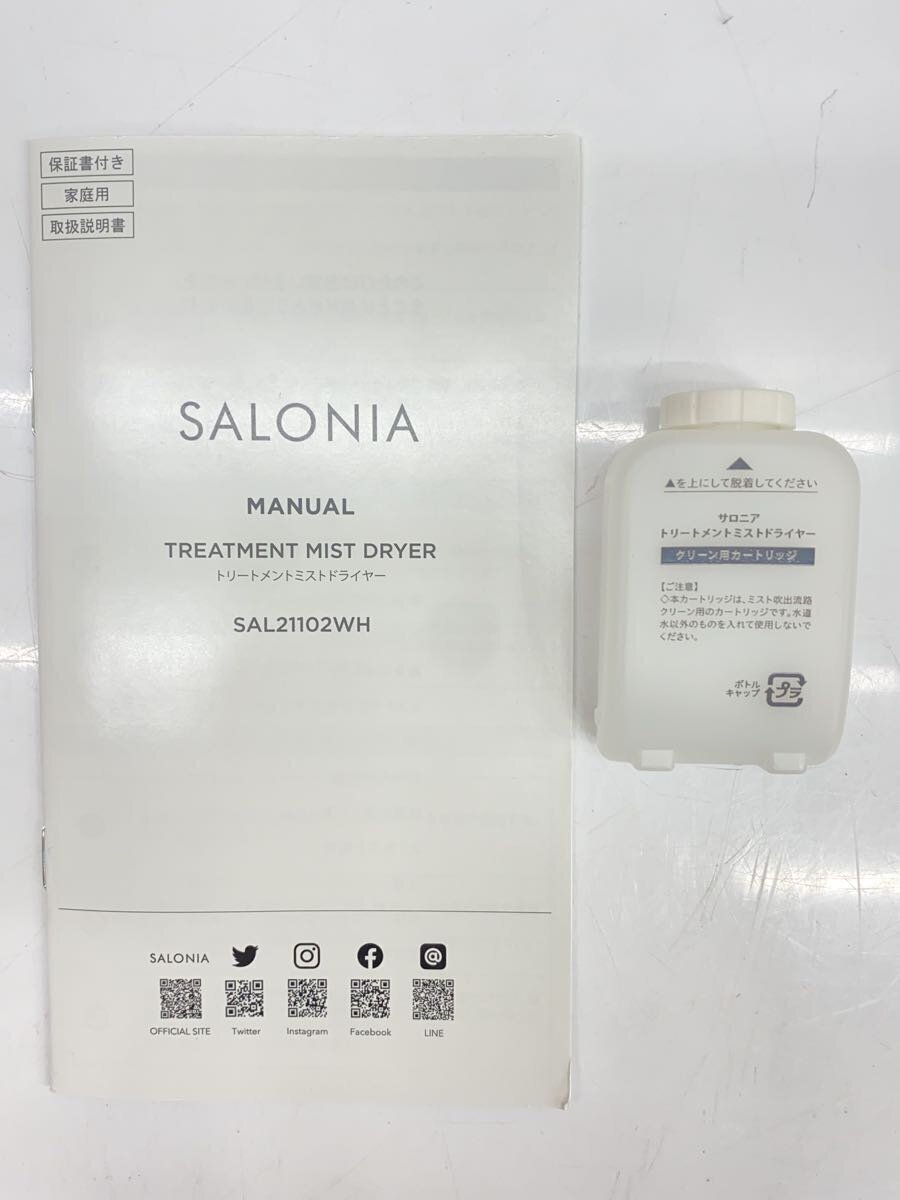 保証書付き
家庭用
取扱説明書
SALONIA
MANUAL
TREATMENT MIST DRYER
トリートメントミストドライヤー
SAL21102WH
SALONIA
OFFICIAL SITE
Twitter
Instagram
Facebook
LINE
▲を上にして脱着してください
サロニア
トリートメントミストドライヤー
クリーン用カートリッジ
【ご注意】
◇本カートリッジは、ミスト吹出流路
クリーン用のカートリッジです。水道
水以外のものを入れて使用しないで
ください。
ボトル
キャップ
プラ